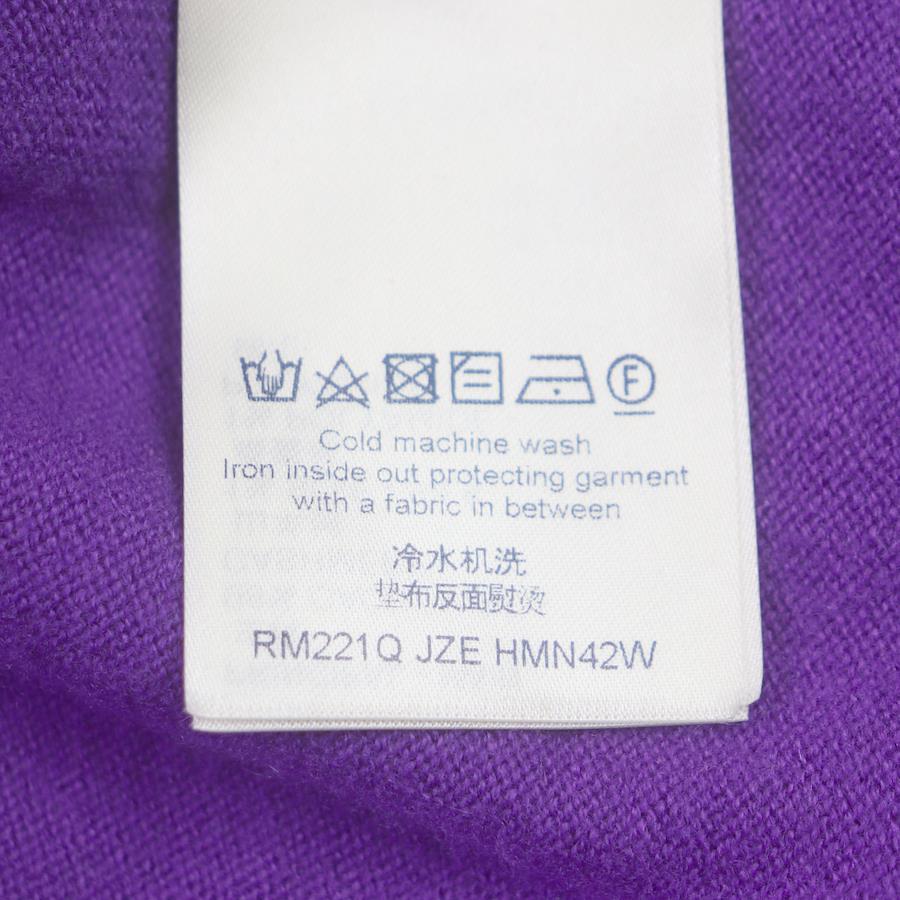 F
Cold machine wash
Iron inside out protecting garment
with a fabric in between
冷水机洗
垫布反面熨烫
RM221Q JZE HMN42W